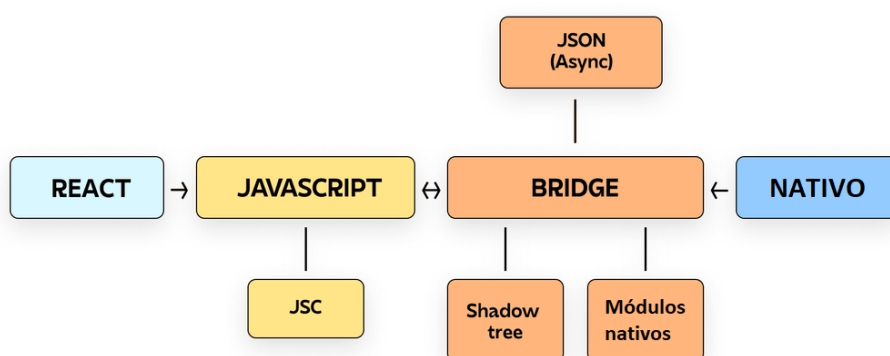 JSON
(Async)
REACT
JAVASCRIPT
BRIDGE
NATIVO
JSC
Shadow
tree
Módulos
nativos